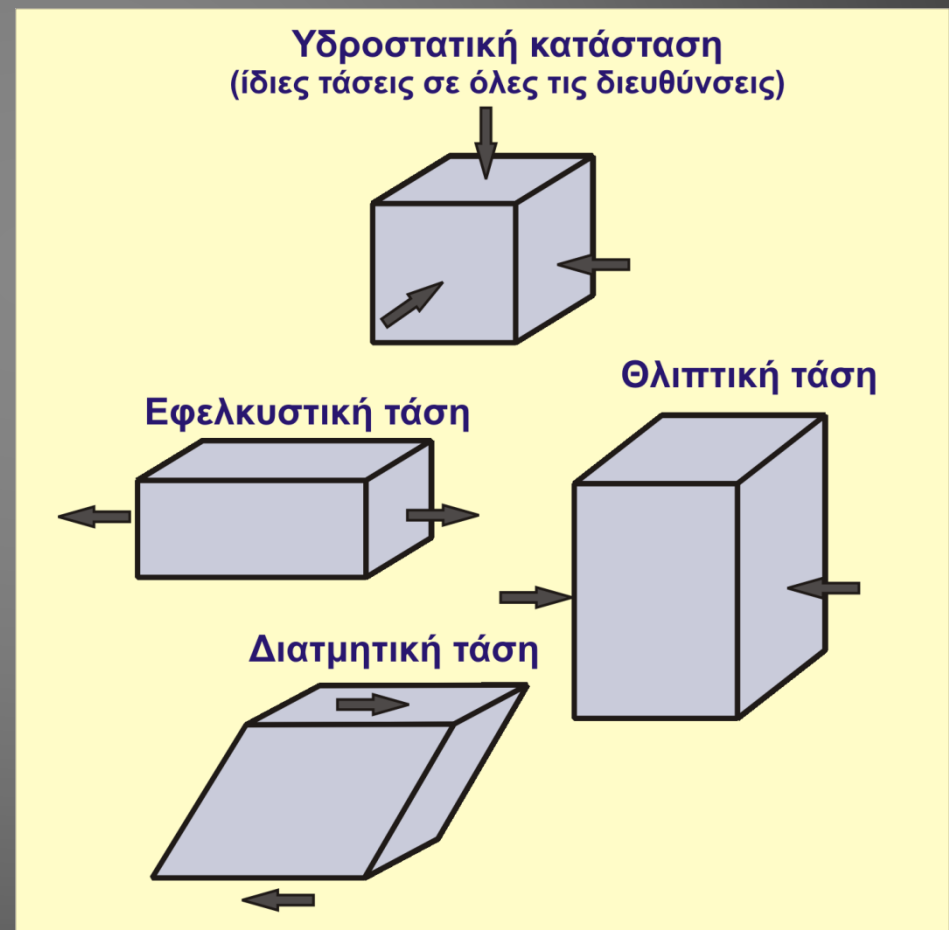 Υδροστατική κατάσταση
(ίδιες τάσεις σε όλες τις διευθύνσεις)
Θλιπτική τάση
Εφελκυστική τάση
Διατμητική τάση